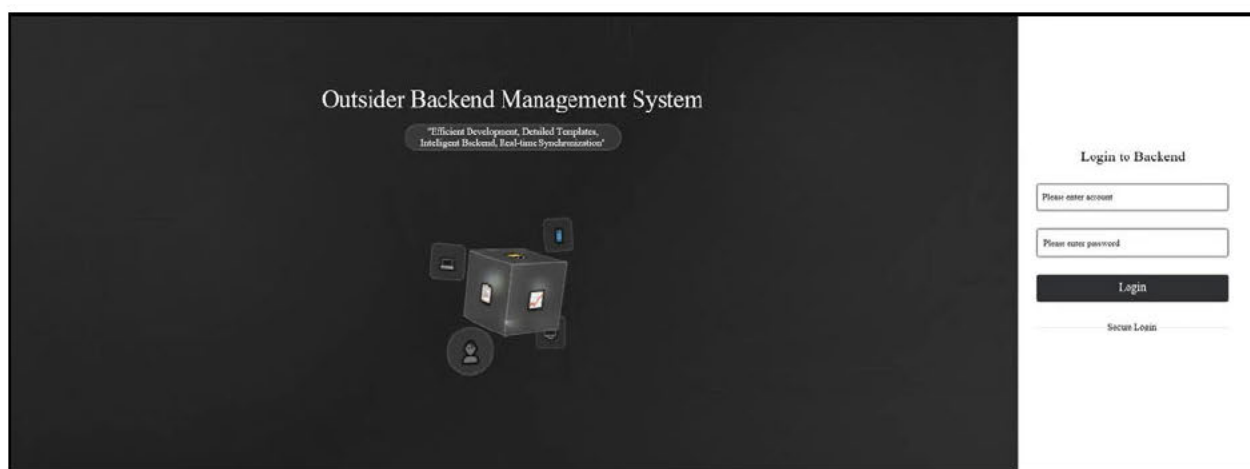 Outsider Backend Management System
"Efficient Development, Detailed Templates,
Intelligent Backend, Real-time Synchronization"
Login to Backend
Please enter account
Please enter password
Login
Secure Login